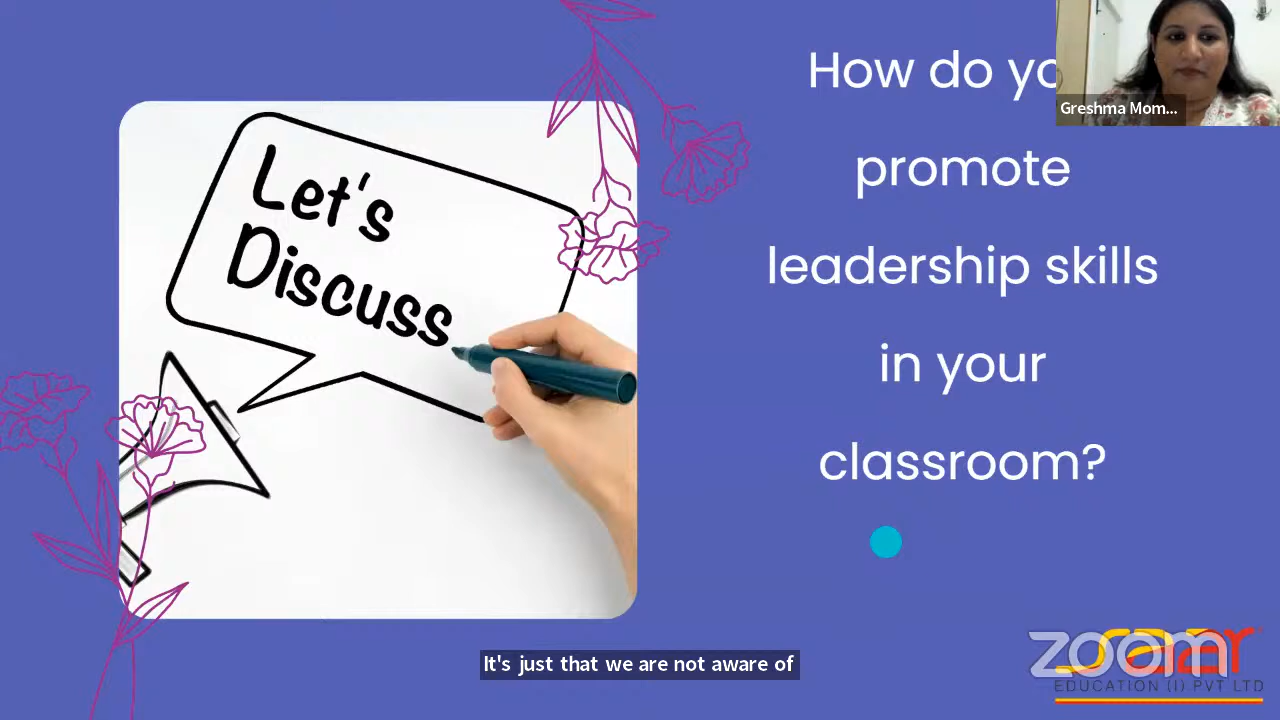 How do yo
Greshma Mom...
promote
leadership skills
in your
classroom?
Let's
Discuss
It's just that we are not aware of
zoom
EDUCATION (I) PVT LTD